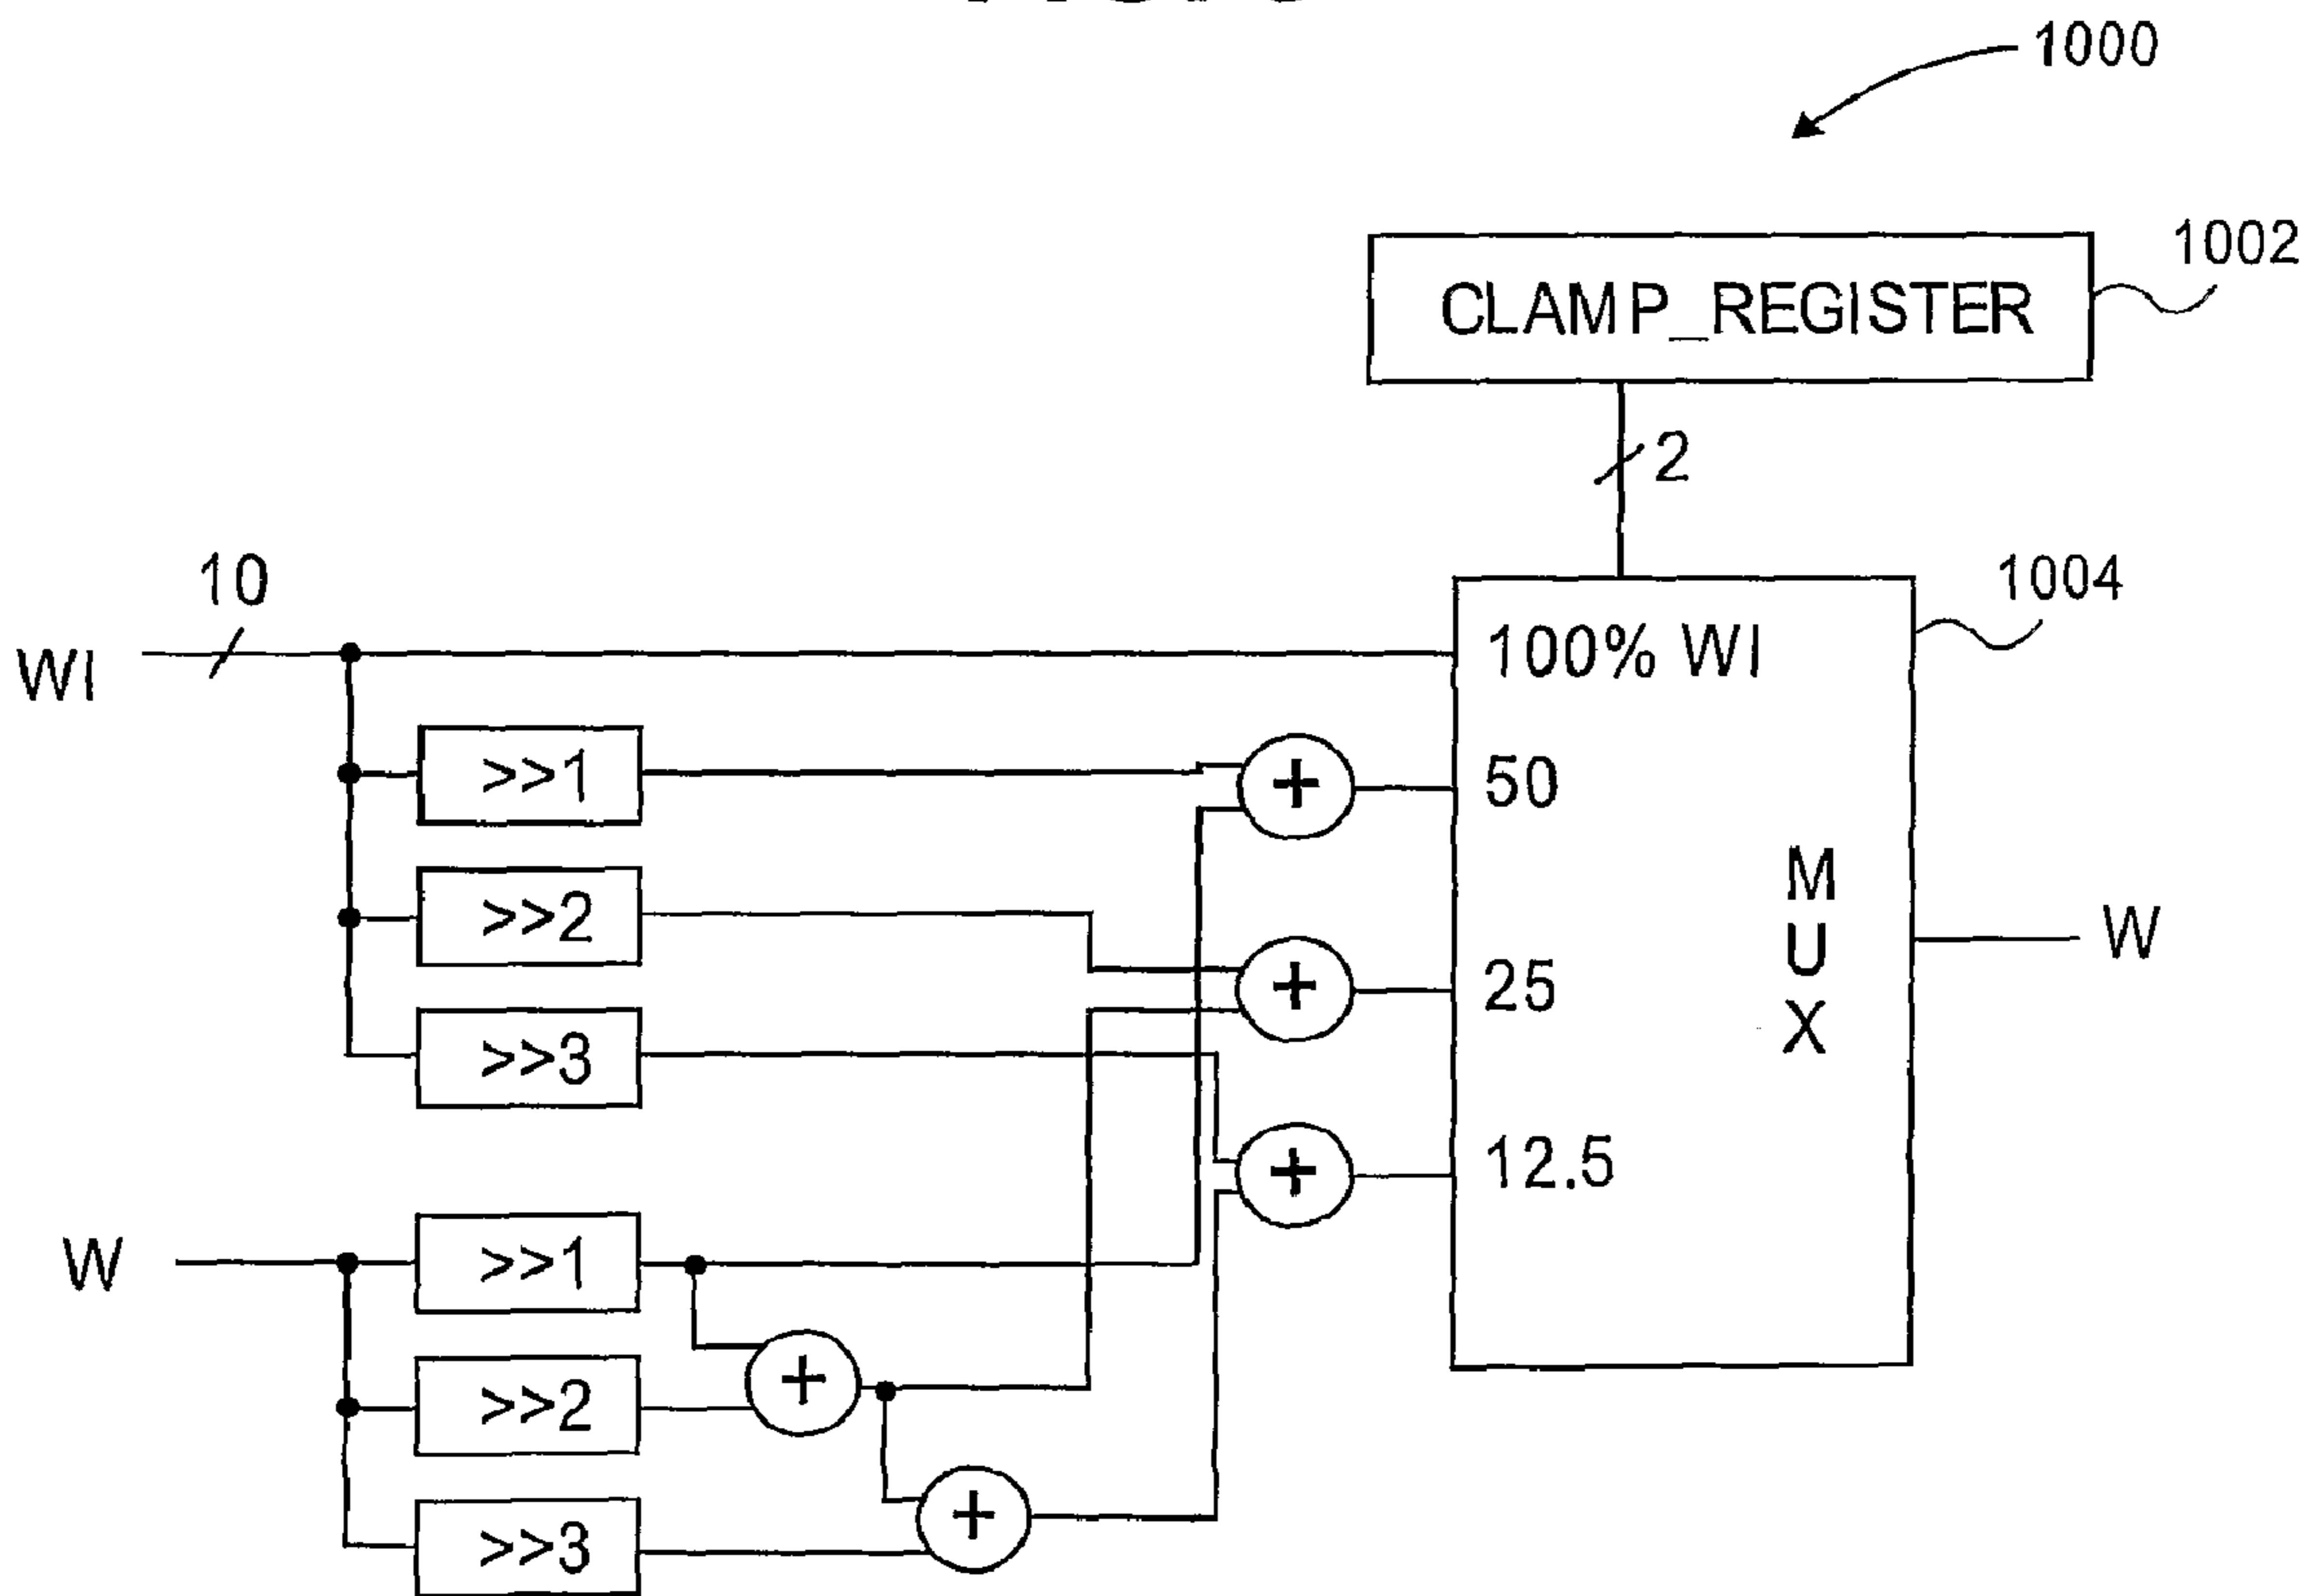 1000
1002
CLAMP_REGISTER
2
10
1004
WI
100% WI
>>1
50
>>2
M
U
X
W
25
>>3
12.5
W
>>1
>>2
>>3
+
+
+
+
+